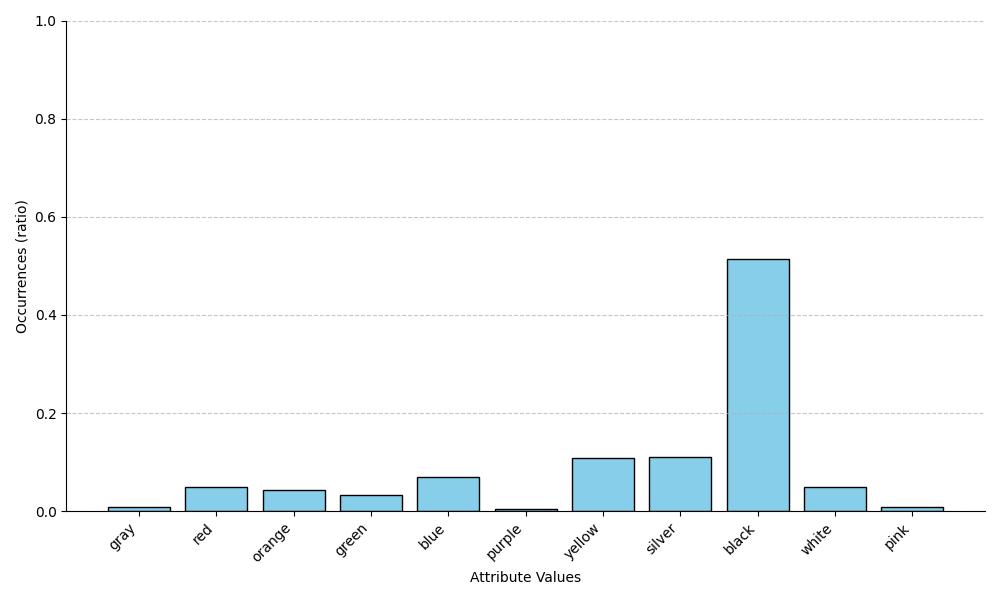 1.0
0.8
0.6
0.4
0.2
0.0
Occurrences (ratio)
gray
red
orange
green
blue
purple
yellow
silver
black
white
pink
Attribute Values